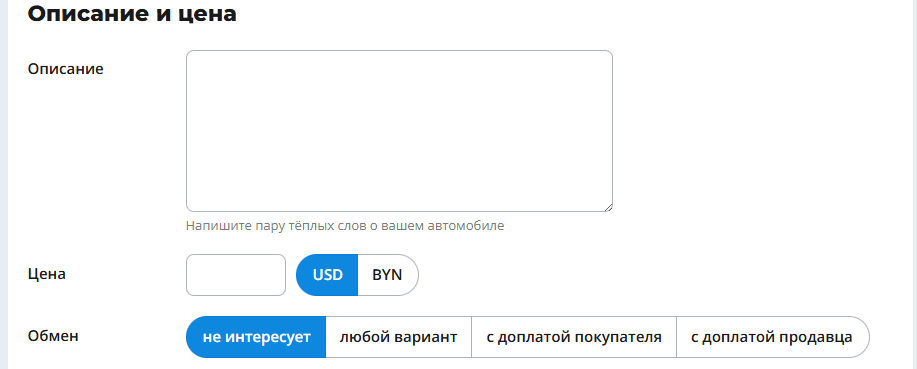 Описание и цена
Описание
Напишите пару тёплых слов о вашем автомобиле
Цена USD BYN
Обмен не интересует любой вариант с доплатой покупателя с доплатой продавца